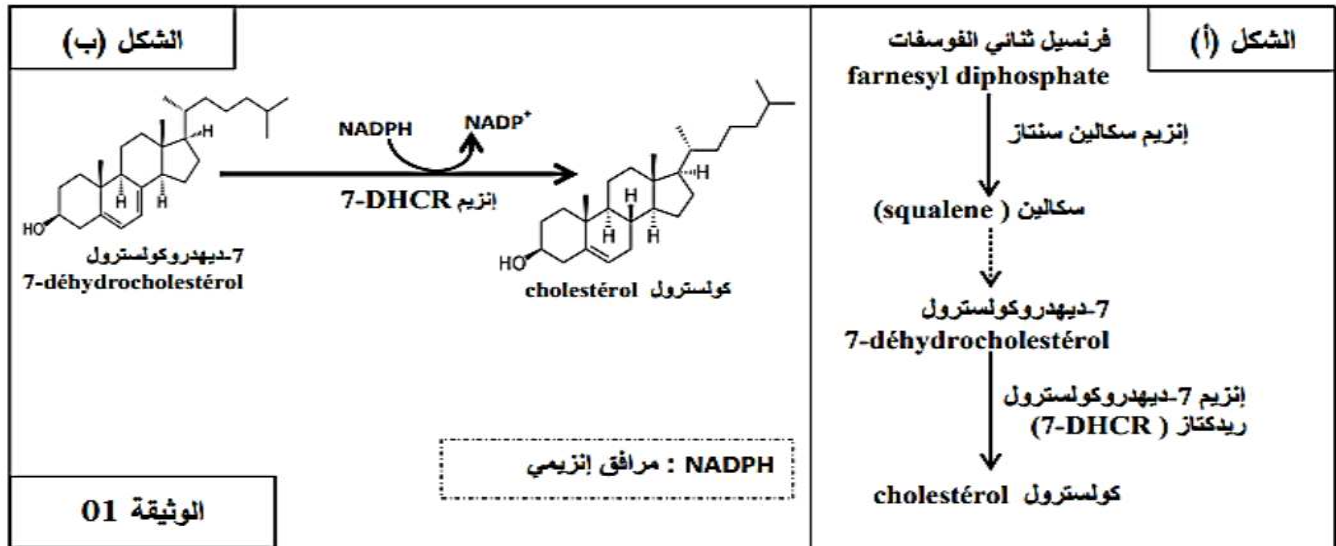 الشكل (أ)
فرنسيل ثنائي الفوسفات
farnesyl diphosphate
إنزيم سكالين سنتاز
سكالين ( squalene)
7-ديهدروكولسترول
7-déhydrocholestérol
إنزيم 7-ديهدروكولسترول
ريدكتاز ( 7-DHCR)
كولسترول cholestérol
الشكل (ب)
NADPH
NADP+
إنزيم 7-DHCR
H
H
H
HO
7-ديهدروكولسترول
7-déhydrocholestérol
H
H
H
H
HO
كولسترول cholestérol
NADPH : مرافق إنزيمي
الوثيقة 01